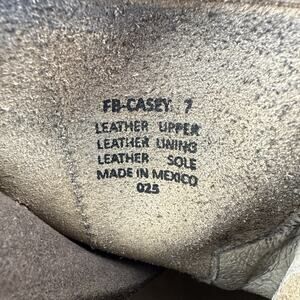 FB-CASEY 7
LEATHER UPPER
LEATHER LINING
LEATHER SOLE
MADE IN MEXICO
025